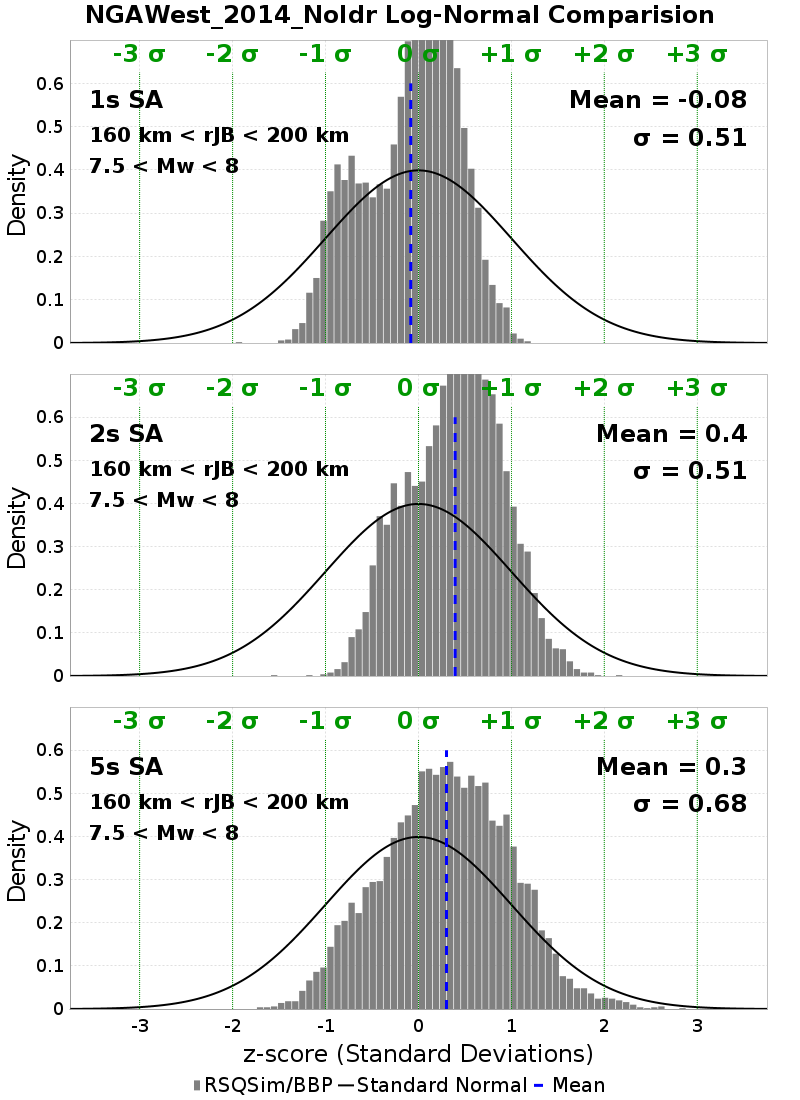 NGAWest_2014_NoIdr Log-Normal Comparision
-3 σ -2 σ -1 σ 0 σ +1 σ +2 σ +3 σ
0.6
1s SA Mean = -0.08
0.5
160 km < rJB < 200 km σ = 0.51
0.4
7.5 < Mw < 8
0.3
0.2
0.1
0
Density
-3 σ -2 σ -1 σ 0 σ +1 σ +2 σ +3 σ
0.6
2s SA Mean = 0.4
0.5
160 km < rJB < 200 km σ = 0.51
0.4
7.5 < Mw < 8
0.3
0.2
0.1
0
Density
-3 σ -2 σ -1 σ 0 σ +1 σ +2 σ +3 σ
0.6
5s SA Mean = 0.3
0.5
160 km < rJB < 200 km σ = 0.68
0.4
7.5 < Mw < 8
0.3
0.2
0.1
0
Density
-3 -2 -1 0 1 2 3
z-score (Standard Deviations)
RSQSim/BBP Standard Normal Mean